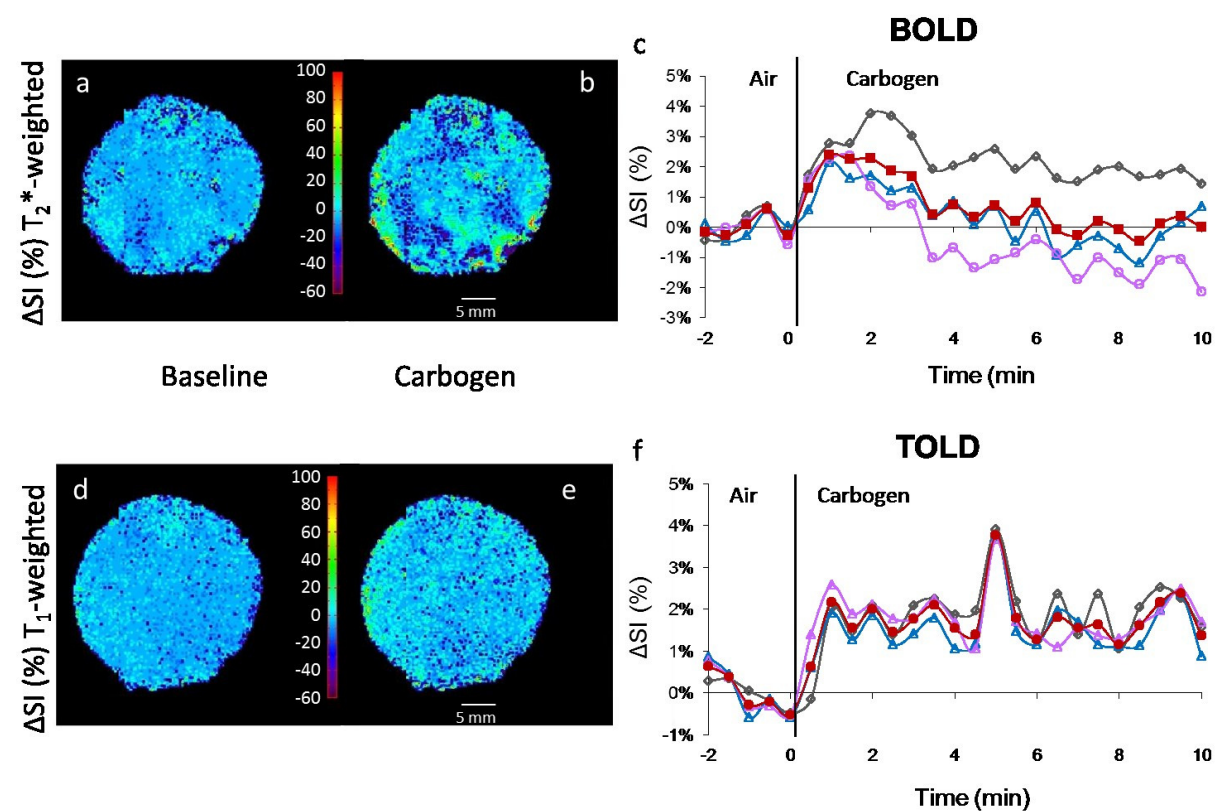 ΔSI (%) T2*-weighted
a
100
80
60
40
20
0
-20
-40
-60
b
5 mm
Baseline
Carbogen
c
BOLD
Air
Carbogen
ΔSI (%)
5%
4%
3%
2%
1%
0%
-1%
-2%
-3%
-2 0 2 4 6 8 10
Time (min
ΔSI (%) T1-weighted
d
100
80
60
40
20
0
-20
-40
-60
e
5 mm
f
TOLD
Air
Carbogen
ΔSI (%)
5%
4%
3%
2%
1%
0%
-1%
-2 0 2 4 6 8 10
Time (min)